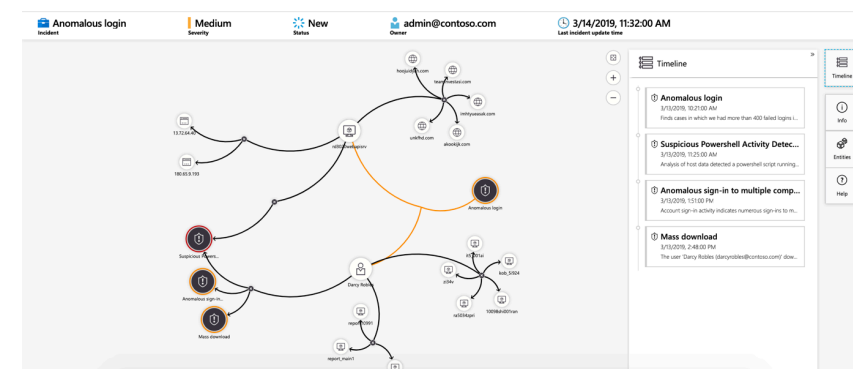 Anomalous login
Incident
Medium
Severity
New
Status
admin@contoso.com
Owner
3/14/2019, 11:32:00 AM
Last incident update time
Timeline
»
Anomalous login
3/13/2019, 10:21:00 AM
Finds cases in which we had more than 400 failed logins i...
Suspicious Powershell Activity Detec...
3/13/2019, 11:25:00 AM
Analysis of host data detected a powershell script running...
Anomalous sign-in to multiple comp...
3/13/2019, 1:51:00 PM
Account sign-in activity indicates numerous sign-ins to m...
Mass download
3/13/2019, 2:48:00 PM
The user 'Darcy Robles (darcyrobles@contoso.com)' dow...
Timeline
Info
Entities
Help
unkfhd.com
akookijk.com
13.72.64.40
180.65.9.193
Anomalous login
Suspicious Powers...
Anomalous sign-in...
Mass download
Darcy Robles
keb_5i924
zi34v
ra5034apri
10098dri001ron
report_main1